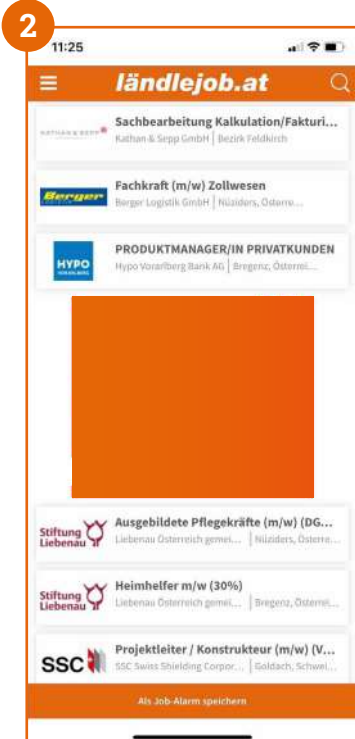 2
11:25
ländlejob.at
KATHAN & SEPP
Sachbearbeitung Kalkulation/Fakturi...
Kathan & Sepp GmbH | Bezirk Feldkirch
Berger
Fachkraft (m/w) Zollwesen
Berger Logistik GmbH | Nüziders, Österre...
HYPO
VORARLBERG
PRODUKTMANAGER/IN PRIVATKUNDEN
Hypo Vorarlberg Bank AG | Bregenz, Österrei...
Stiftung
Liebenau
Ausgebildete Pflegekräfte (m/w) (DG...
Liebenau Österreich gemei... | Nüziders, Österre...
Stiftung
Liebenau
Heimhelfer m/w (30%)
Liebenau Österreich gemei... | Bregenz, Österrei...
SSC
Projektleiter / Konstrukteur (m/w) (V...
SSC Swiss Shielding Corpor... | Goldach, Schwei...
Als Job-Alarm speichern